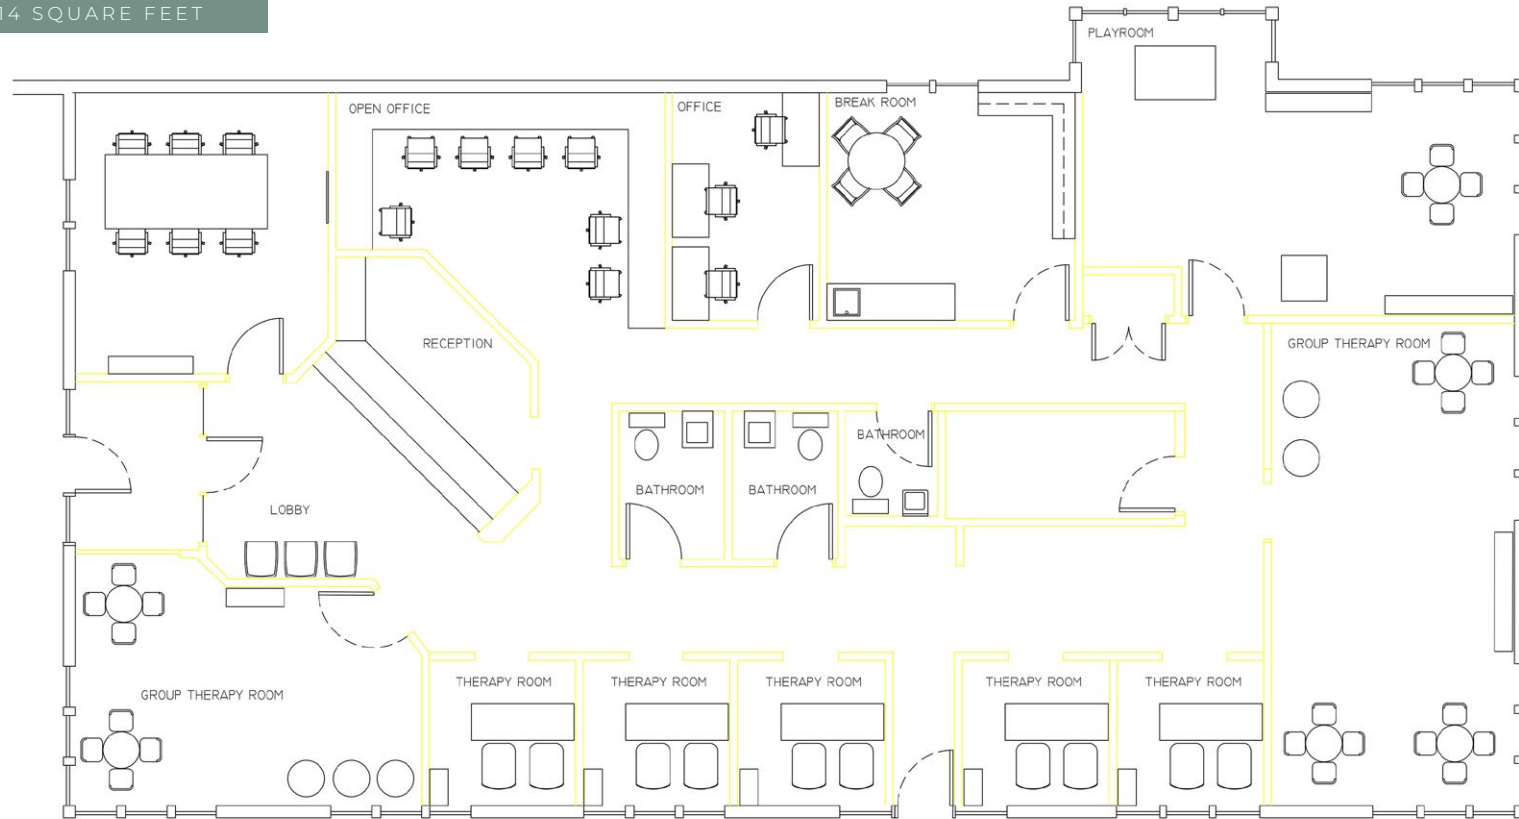 14 SQUARE FEET
PLAYROOM
OPEN OFFICE
OFFICE
BREAK ROOM
RECEPTION
GROUP THERAPY ROOM
BATHROOM
BATHROOM
BATHROOM
LOBBY
GROUP THERAPY ROOM
THERAPY ROOM
THERAPY ROOM
THERAPY ROOM
THERAPY ROOM
THERAPY ROOM